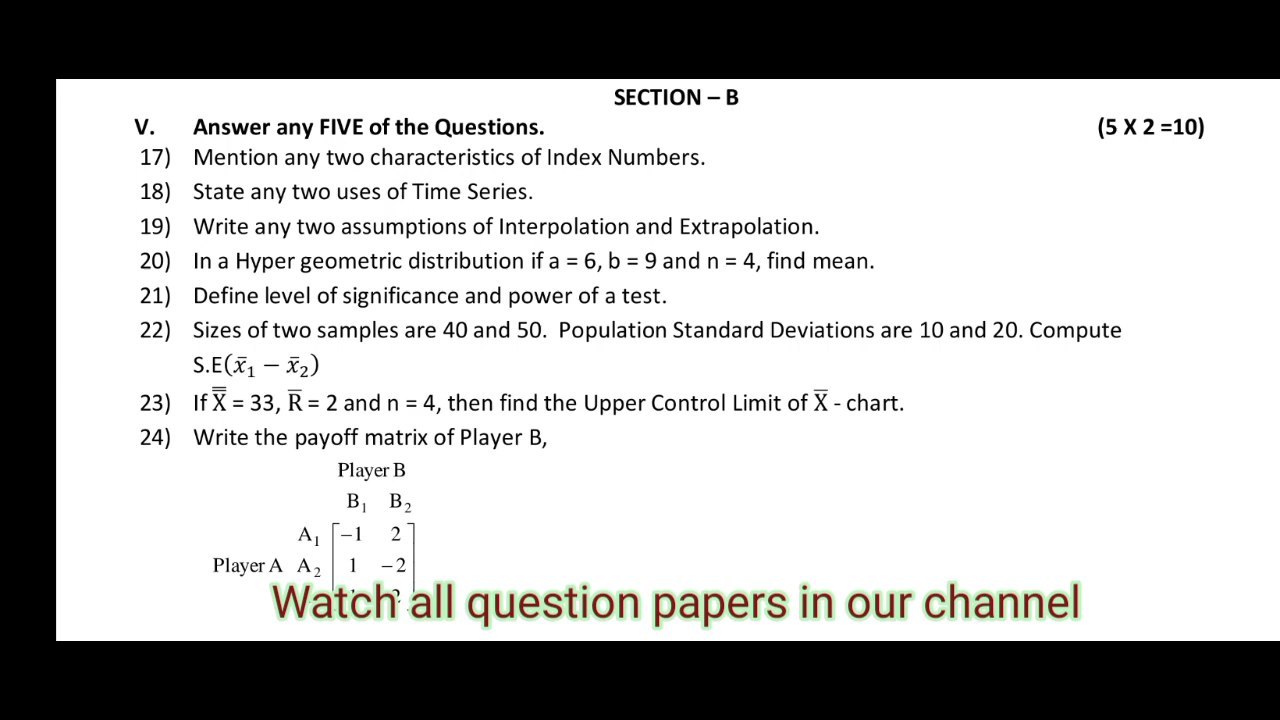 SECTION – B
V. Answer any FIVE of the Questions. (5 X 2 =10)
17) Mention any two characteristics of Index Numbers.
18) State any two uses of Time Series.
19) Write any two assumptions of Interpolation and Extrapolation.
20) In a Hyper geometric distribution if a = 6, b = 9 and n = 4, find mean.
21) Define level of significance and power of a test.
22) Sizes of two samples are 40 and 50. Population Standard Deviations are 10 and 20. Compute
S.E(x̄₁ − x̄₂)
23) If X̿ = 33, R̅ = 2 and n = 4, then find the Upper Control Limit of X̅ - chart.
24) Write the payoff matrix of Player B,
Player B
B₁ B₂
A₁ −1 2
Player A A₂ 1 −2
Watch all question papers in our channel